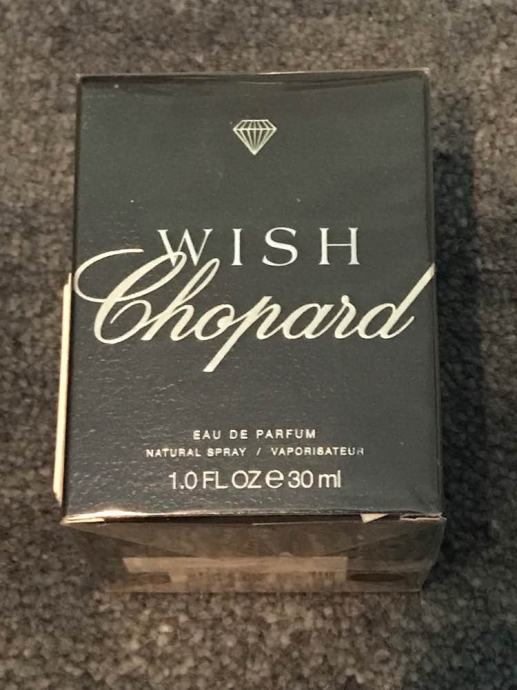 WISH
Chopard
EAU DE PARFUM
NATURAL SPRAY / VAPORISATEUR
1.0 FL OZ ℮ 30 ml